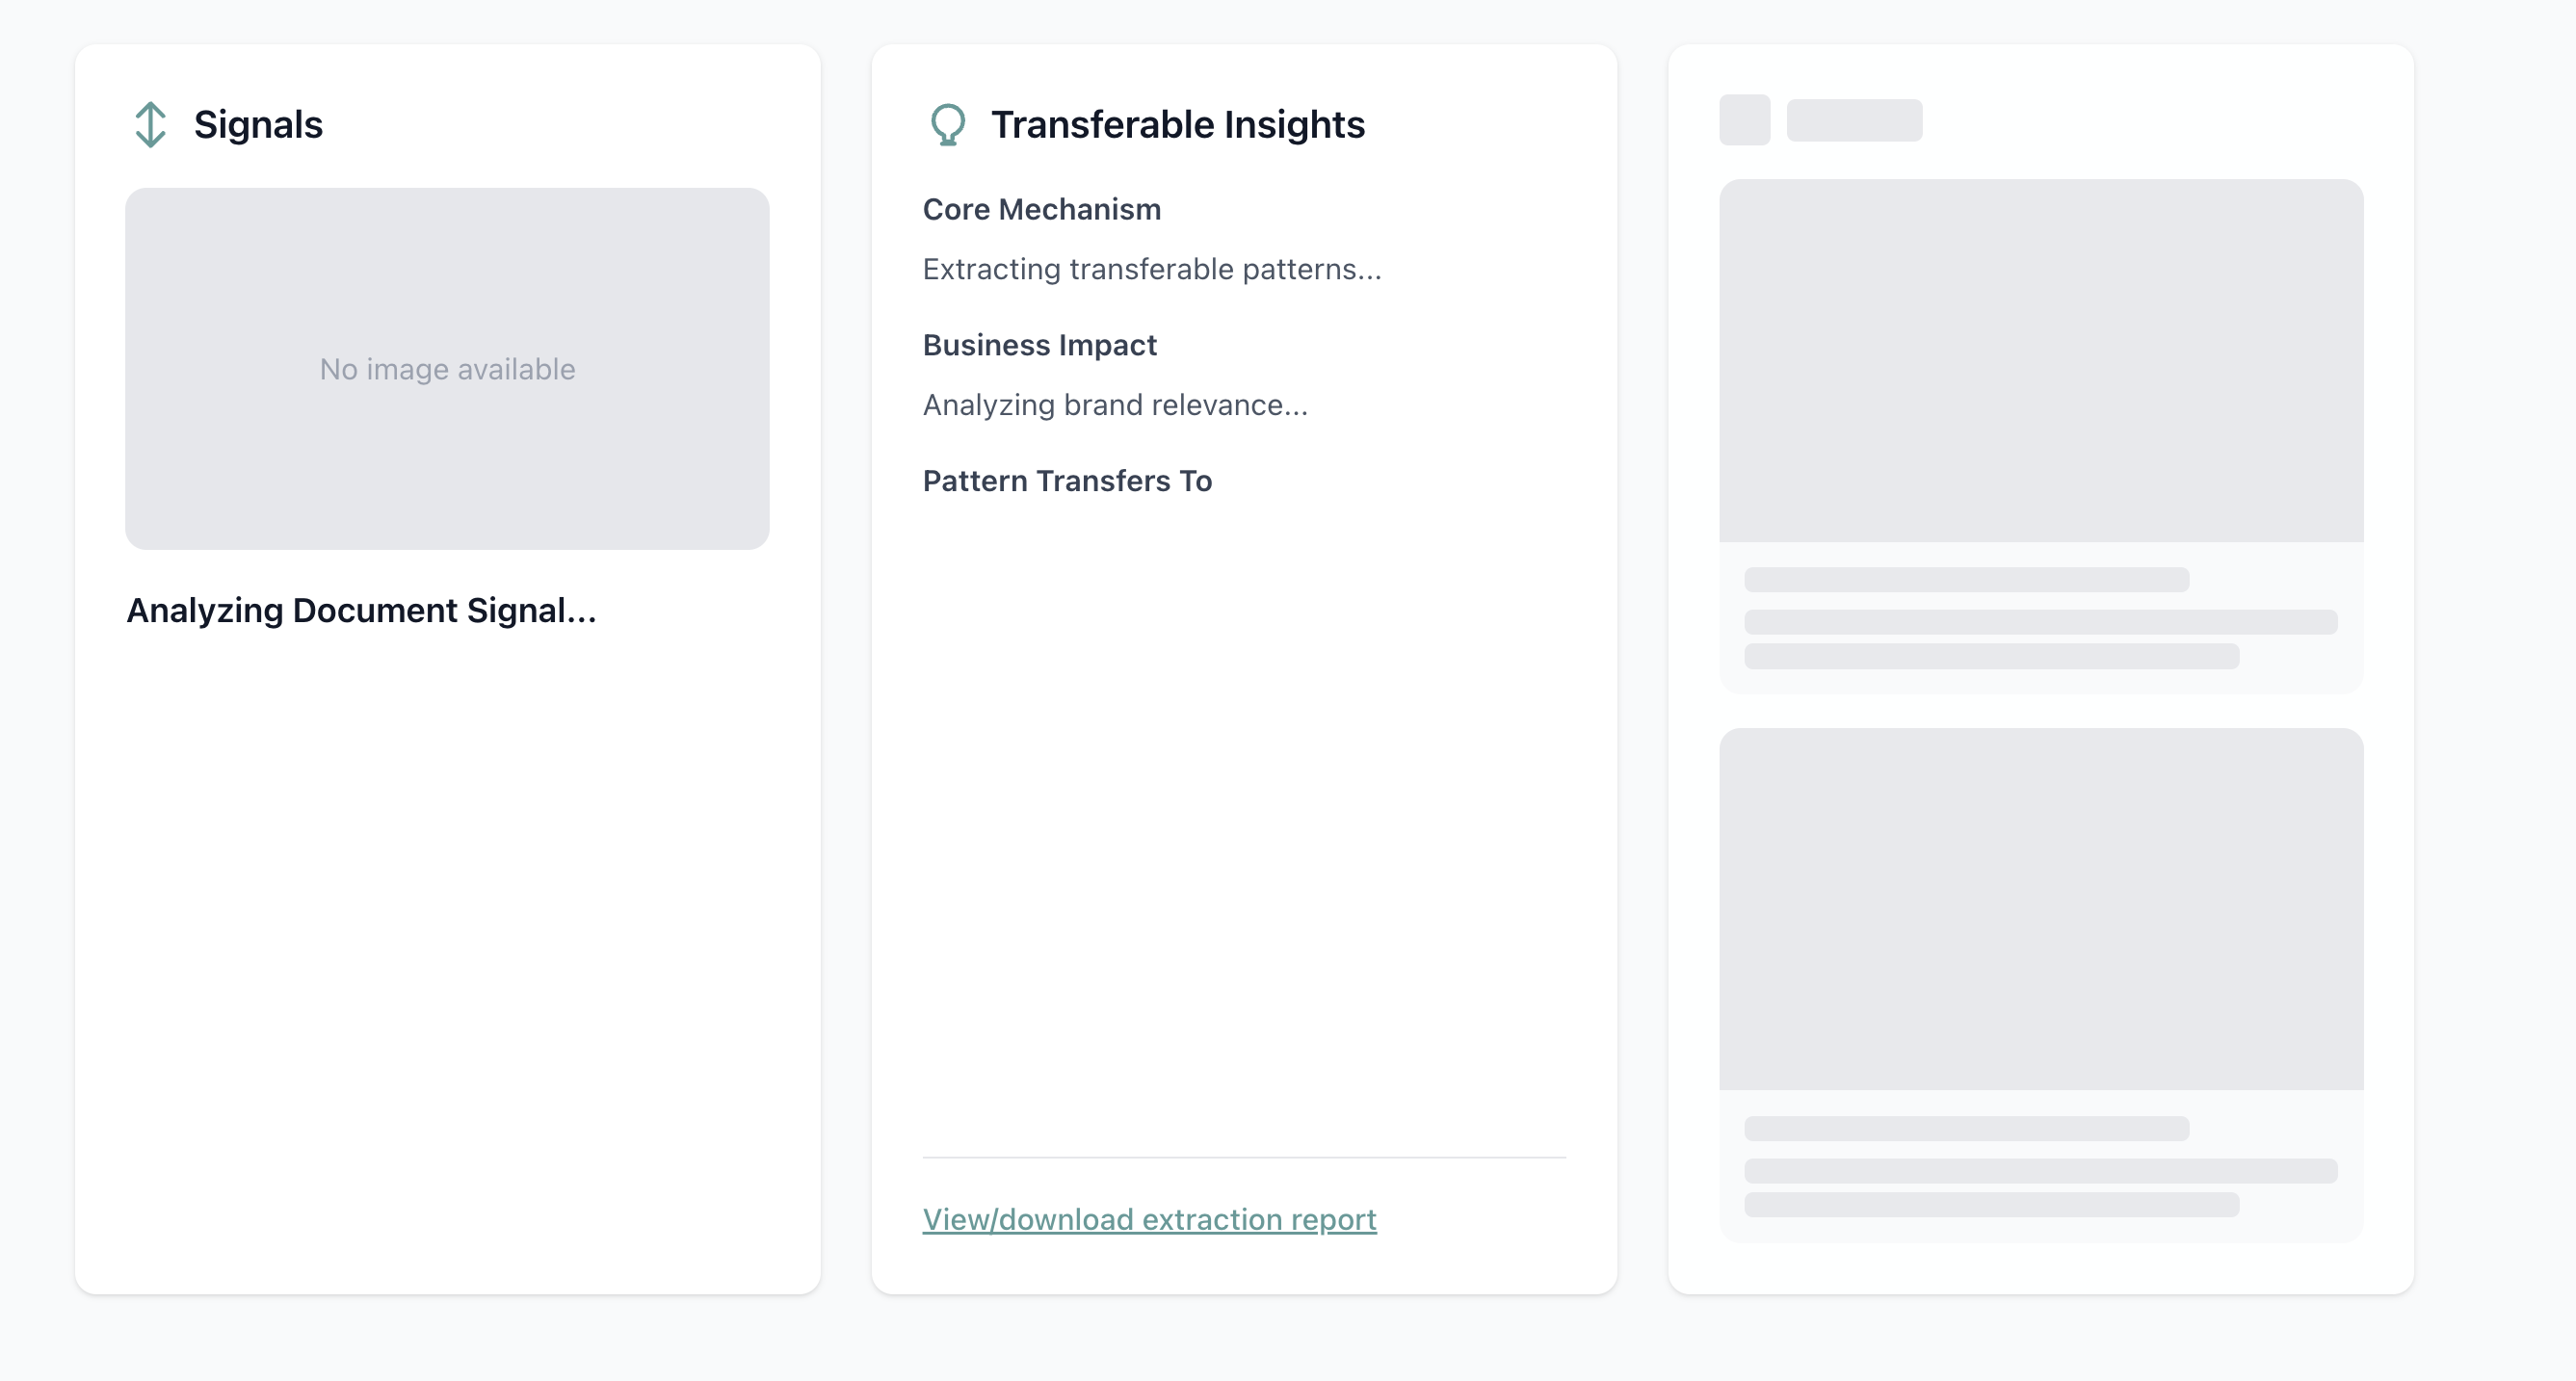 Signals
No image available
Analyzing Document Signal...
Transferable Insights
Core Mechanism
Extracting transferable patterns...
Business Impact
Analyzing brand relevance...
Pattern Transfers To
View/download extraction report